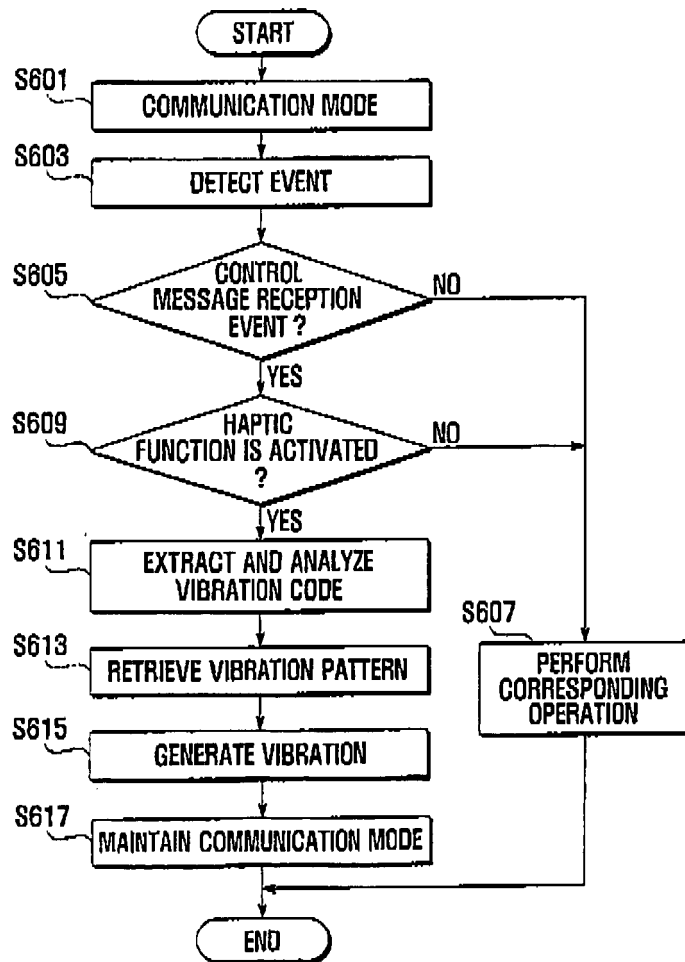 START
S601
COMMUNICATION MODE
S603
DETECT EVENT
S605
CONTROL
MESSAGE RECEPTION
EVENT ?
NO
YES
S609
HAPTIC
FUNCTION IS ACTIVATED
?
NO
YES
S611
EXTRACT AND ANALYZE
VIBRATION CODE
S607
PERFORM
CORRESPONDING
OPERATION
S613
RETRIEVE VIBRATION PATTERN
S615
GENERATE VIBRATION
S617
MAINTAIN COMMUNICATION MODE
END